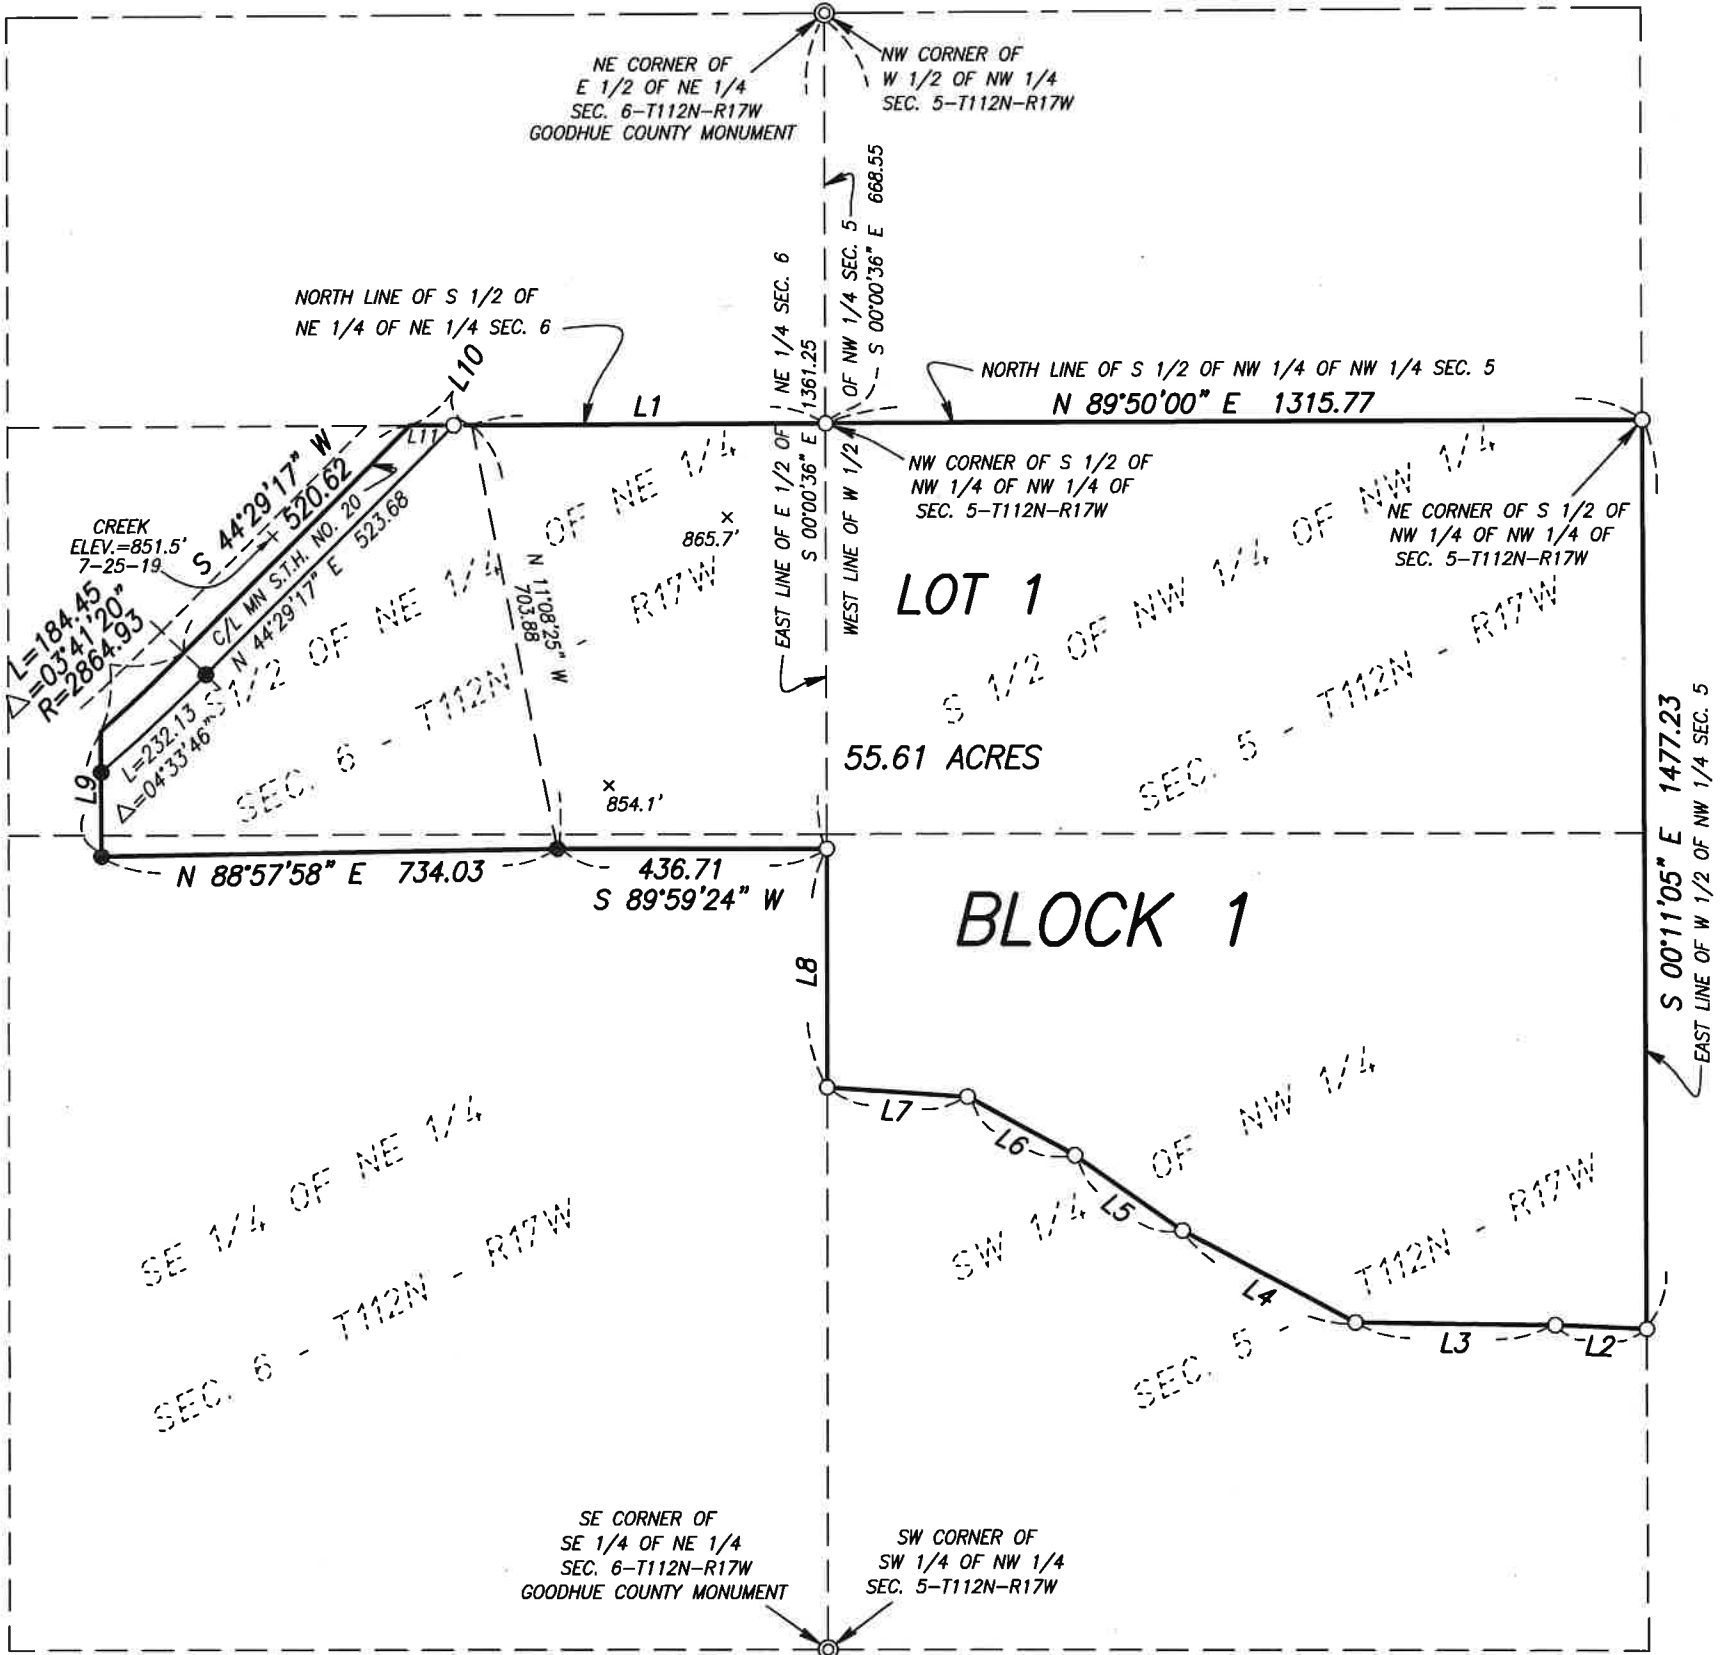 NE CORNER OF
E 1/2 OF NE 1/4
SEC. 6-T112N-R17W
GOODHUE COUNTY MONUMENT
NW CORNER OF
W 1/2 OF NW 1/4
SEC. 5-T112N-R17W
EAST LINE OF E 1/2 OF NE 1/4 SEC. 6
S 00°00'36" E 1361.25
WEST LINE OF W 1/2 OF NW 1/4 SEC. 5
S 00°00'36" E 668.55
NORTH LINE OF S 1/2 OF
NE 1/4 OF NE 1/4 SEC. 6
L10
L1
L11
NORTH LINE OF S 1/2 OF NW 1/4 OF NW 1/4 SEC. 5
N 89°50'00" E 1315.77
NW CORNER OF S 1/2 OF
NW 1/4 OF NW 1/4 OF
SEC. 5-T112N-R17W
NE CORNER OF S 1/2 OF
NW 1/4 OF NW 1/4 OF
SEC. 5-T112N-R17W
S 44°29'17" W
520.62
CREEK
ELEV.=851.5'
7-25-19
C/L MN S.T.H. NO. 20
N 44°29'17" E 523.68
L=184.45
△=03°41'20"
R=2864.93
L=232.13
△=04°33'46"
L9
N 11°08'25" W
703.88
865.7'
854.1'
S 1/2 OF NE 1/4 OF NE 1/4
SEC. 6 - T112N - R17W
LOT 1
55.61 ACRES
S 1/2 OF NW 1/4 OF NW 1/4
SEC. 5 - T112N - R17W
S 00°11'05" E 1477.23
EAST LINE OF W 1/2 OF NW 1/4 SEC. 5
N 88°57'58" E 734.03
436.71
S 89°59'24" W
BLOCK 1
L8
L7
L6
L5
L4
L3
L2
SE 1/4 OF NE 1/4
SEC. 6 - T112N - R17W
SW 1/4 OF NW 1/4
SEC. 5 - T112N - R17W
SE CORNER OF
SE 1/4 OF NE 1/4
SEC. 6-T112N-R17W
GOODHUE COUNTY MONUMENT
SW CORNER OF
SW 1/4 OF NW 1/4
SEC. 5-T112N-R17W